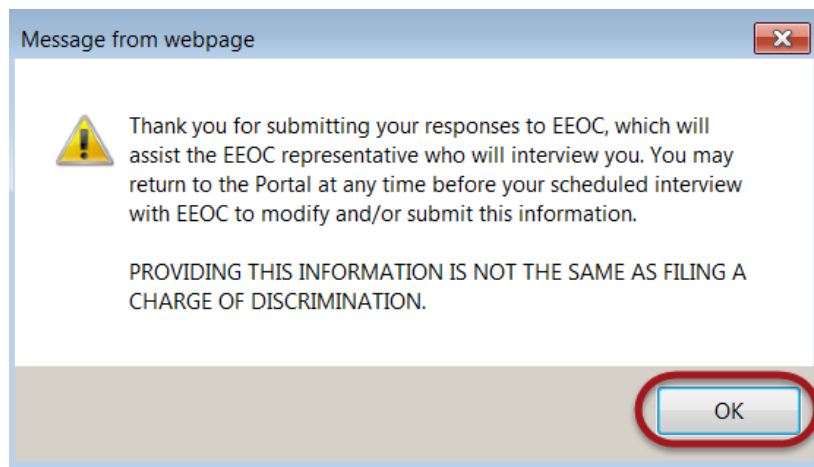 Message from webpage
Thank you for submitting your responses to EEOC, which will
assist the EEOC representative who will interview you. You may
return to the Portal at any time before your scheduled interview
with EEOC to modify and/or submit this information.
PROVIDING THIS INFORMATION IS NOT THE SAME AS FILING A
CHARGE OF DISCRIMINATION.
OK